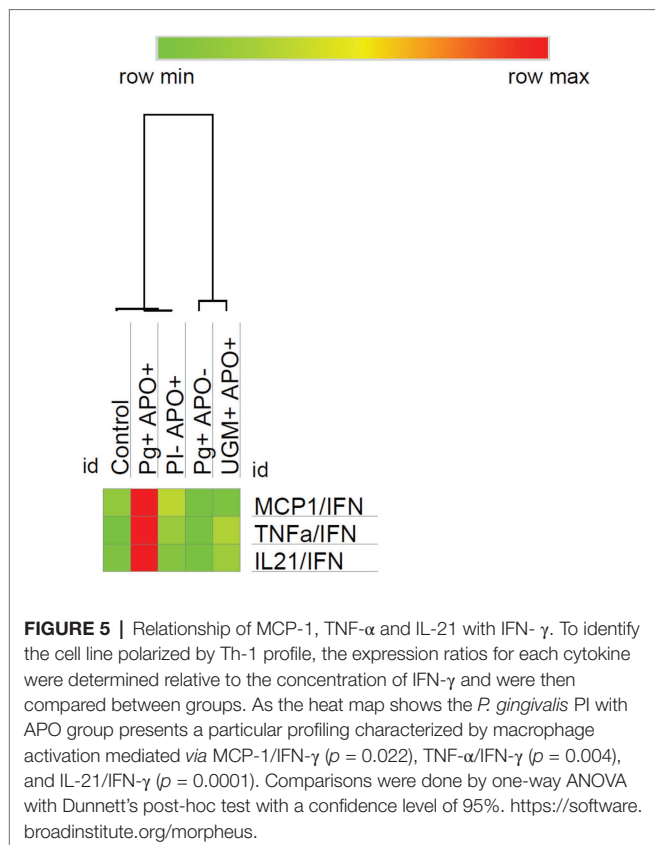 row min row max
Control
Pg+ APO+
PI- APO+
Pg+ APO-
UGM+ APO+
id id
MCP1/IFN
TNFa/IFN
IL21/IFN
FIGURE 5 | Relationship of MCP-1, TNF-α and IL-21 with IFN- γ. To identify
the cell line polarized by Th-1 profile, the expression ratios for each cytokine
were determined relative to the concentration of IFN-γ and were then
compared between groups. As the heat map shows the P. gingivalis PI with
APO group presents a particular profiling characterized by macrophage
activation mediated via MCP-1/IFN-γ (p = 0.022), TNF-α/IFN-γ (p = 0.004),
and IL-21/IFN-γ (p = 0.0001). Comparisons were done by one-way ANOVA
with Dunnett’s post-hoc test with a confidence level of 95%. https://software.
broadinstitute.org/morpheus.